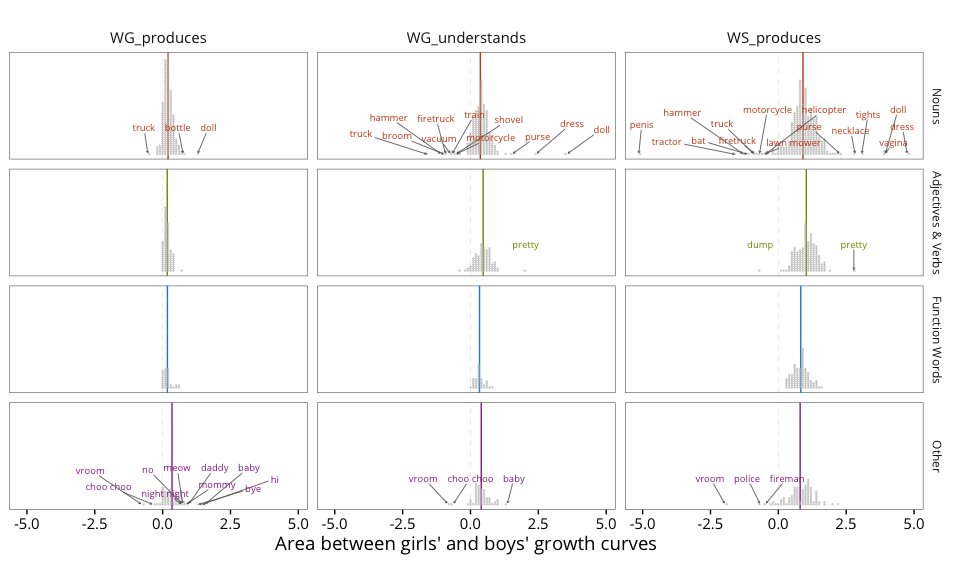 WG_produces WG_understands WS_produces
truck bottle doll
hammer firetruck train shovel
truck broom vacuum motorcycle purse dress doll
penis hammer truck motorcycle helicopter tights doll
tractor bat firetruck lawn mower purse necklace dress vagina
Nouns
pretty
dump pretty
Adjectives & Verbs
Function Words
vroom no meow daddy baby hi
choo choo night night mommy bye
vroom choo choo baby
vroom police fireman
Other
-5.0 -2.5 0.0 2.5 5.0 -5.0 -2.5 0.0 2.5 5.0 -5.0 -2.5 0.0 2.5 5.0
Area between girls' and boys' growth curves